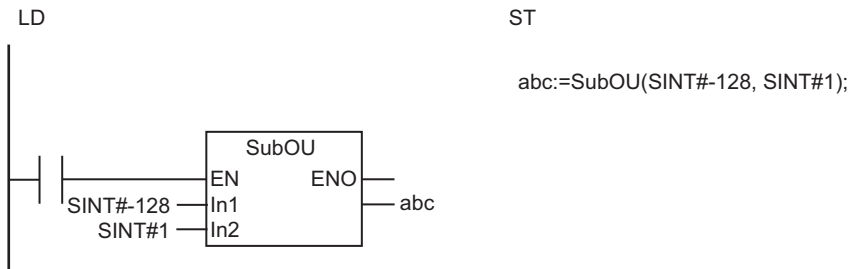 LD
ST
abc:=SubOU(SINT#-128, SINT#1);
SubOU
EN ENO
SINT#-128 In1 abc
SINT#1 In2